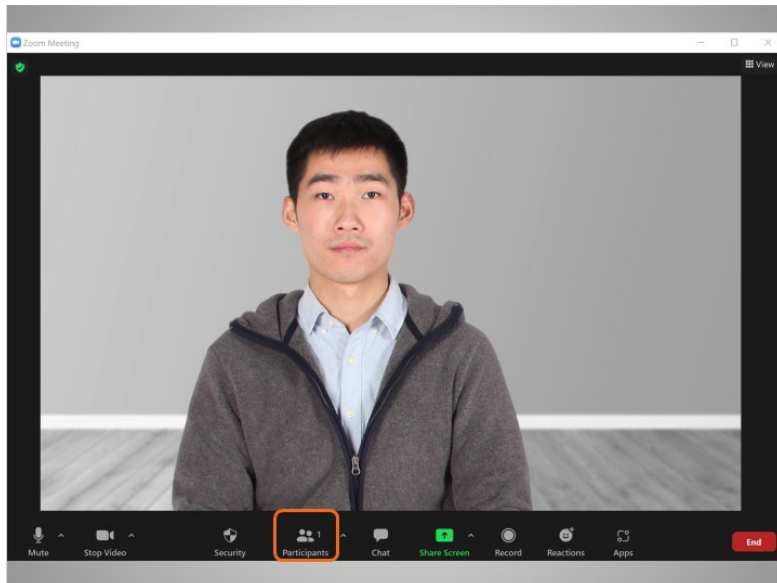 Zoom Meeting
View
1
Mute Stop Video Security Participants Chat Share Screen Record Reactions Apps End